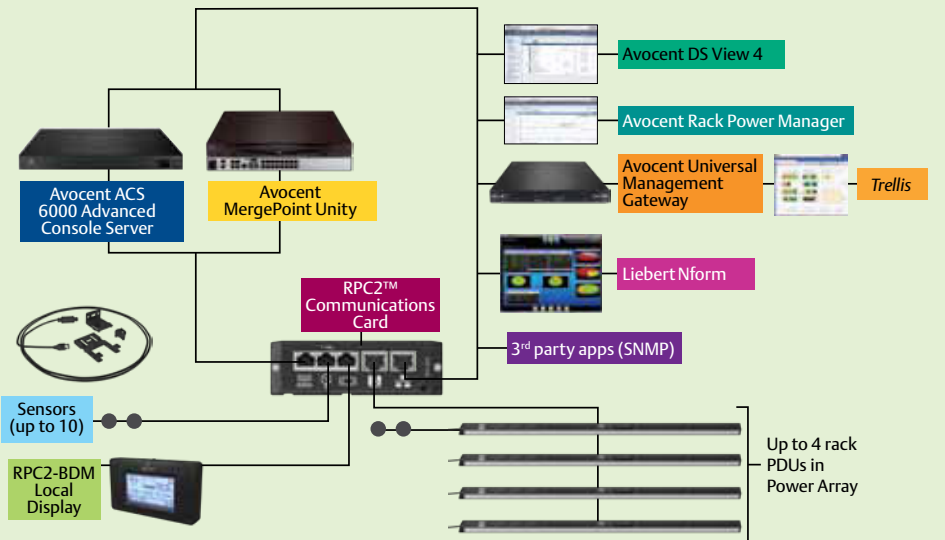 Avocent DS View 4
Avocent Rack Power Manager
Avocent Universal
Management
Gateway
Trellis
Avocent ACS
6000 Advanced
Console Server
Avocent
MergePoint Unity
Liebert Nform
RPC2™
Communications
Card
3rd party apps (SNMP)
Sensors
(up to 10)
RPC2-BDM
Local
Display
Up to 4 rack
PDUs in
Power Array